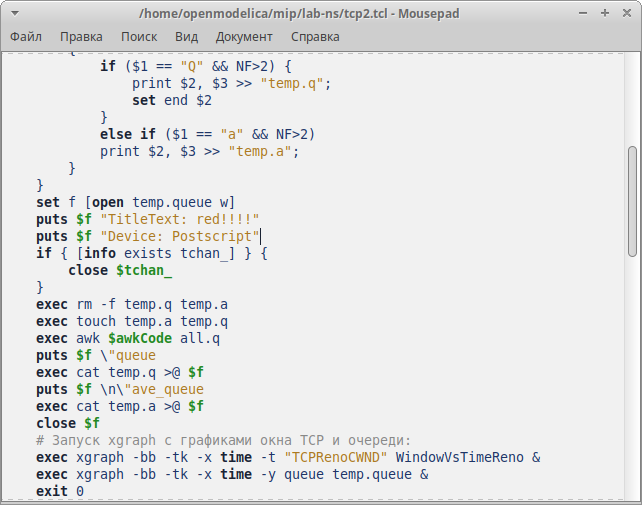 /home/openmodelica/mip/lab-ns/tcp2.tcl - Mousepad
Файл Правка Поиск Вид Документ Справка
{
if ($1 == "Q" && NF>2) {
print $2, $3 >> "temp.q";
set end $2
}
else if ($1 == "a" && NF>2)
print $2, $3 >> "temp.a";
}
}
set f [open temp.queue w]
puts $f "TitleText: red!!!!"
puts $f "Device: Postscript"
if { [info exists tchan_] } {
close $tchan_
}
exec rm -f temp.q temp.a
exec touch temp.a temp.q
exec awk $awkCode all.q
puts $f \"queue
exec cat temp.q >@ $f
puts $f \n\"ave_queue
exec cat temp.a >@ $f
close $f
# Запуск xgraph с графиками окна TCP и очереди:
exec xgraph -bb -tk -x time -t "TCPRenoCWND" WindowVsTimeReno &
exec xgraph -bb -tk -x time -y queue temp.queue &
exit 0